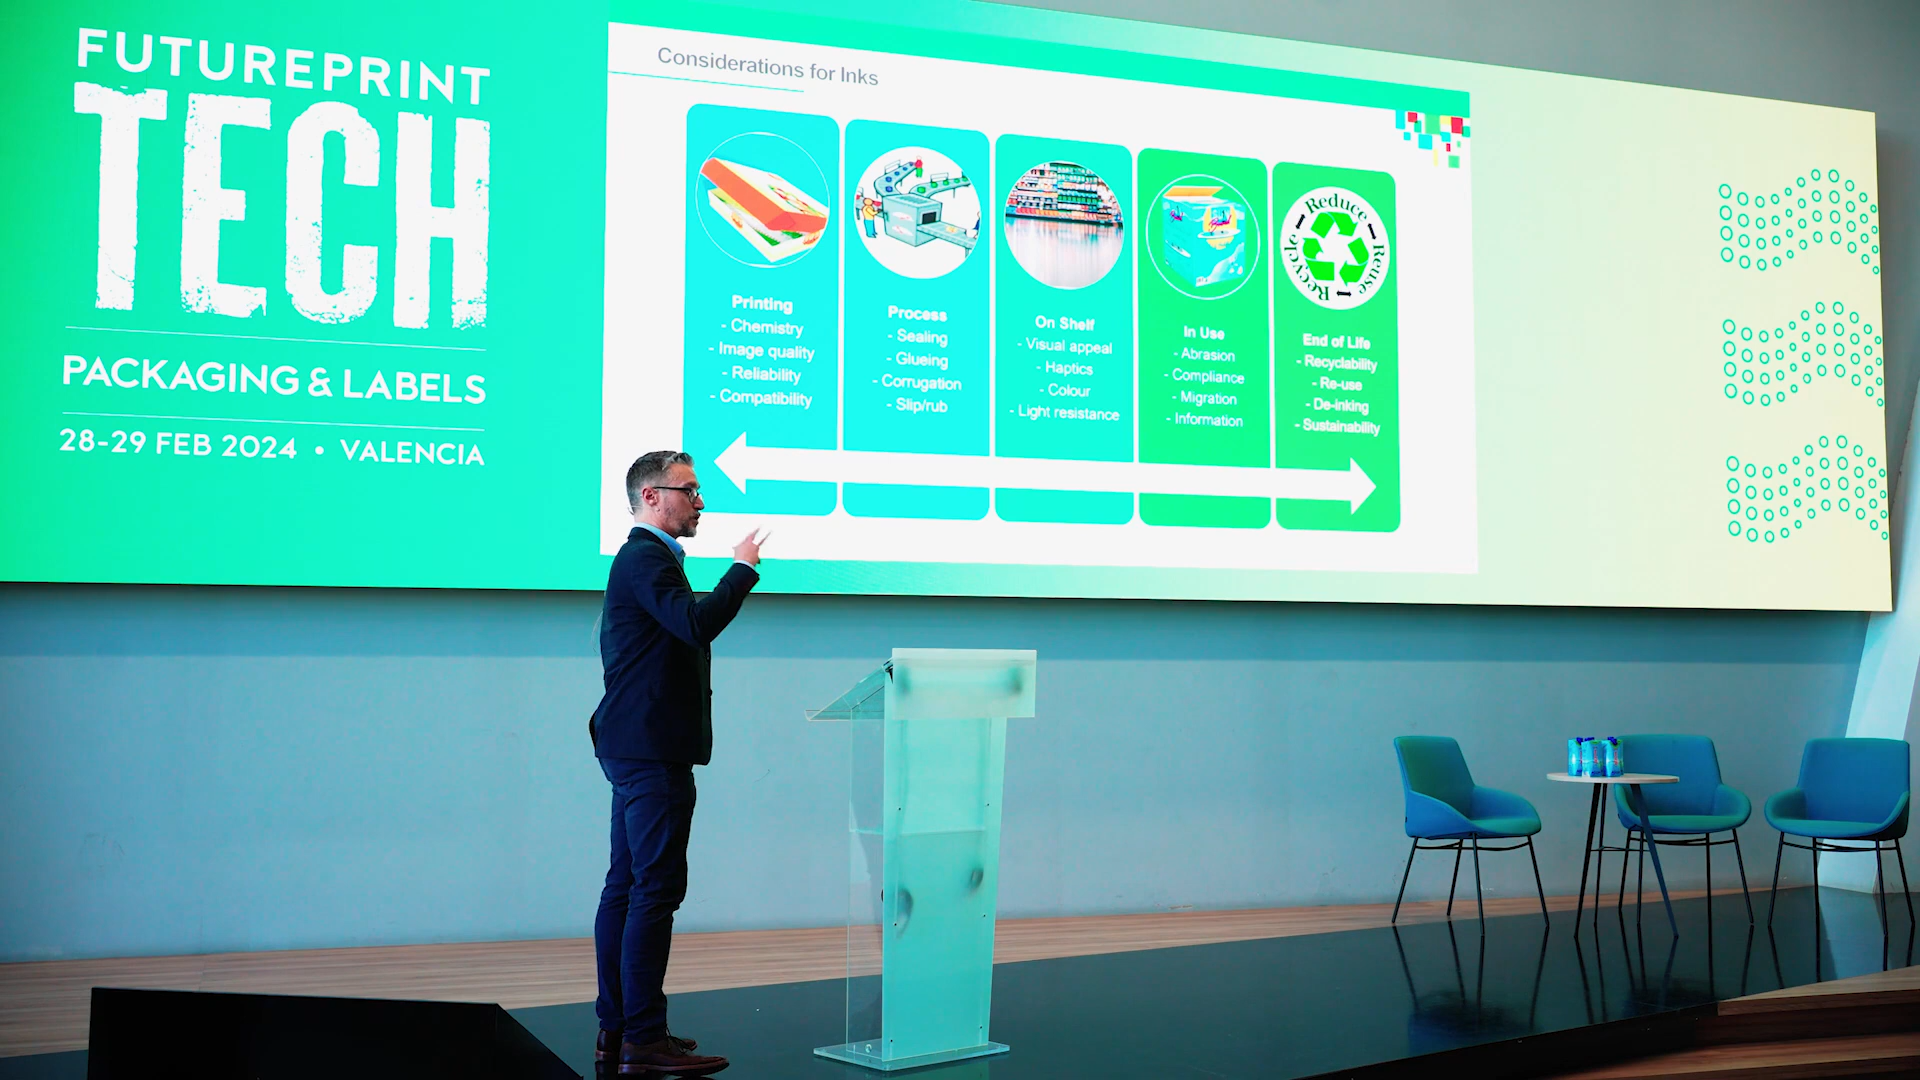 FUTUREPRINT
TECH
PACKAGING & LABELS
28-29 FEB 2024 • VALENCIA
Considerations for Inks
Printing
- Chemistry
- Image quality
- Reliability
- Compatibility
Process
- Sealing
- Glueing
- Corrugation
- Slip/rub
On Shelf
- Visual appeal
- Haptics
- Colour
- Light resistance
In Use
- Abrasion
- Compliance
- Migration
- Information
Reduce
Reuse
Recycle
End of Life
- Recyclability
- Re-use
- De-inking
- Sustainability